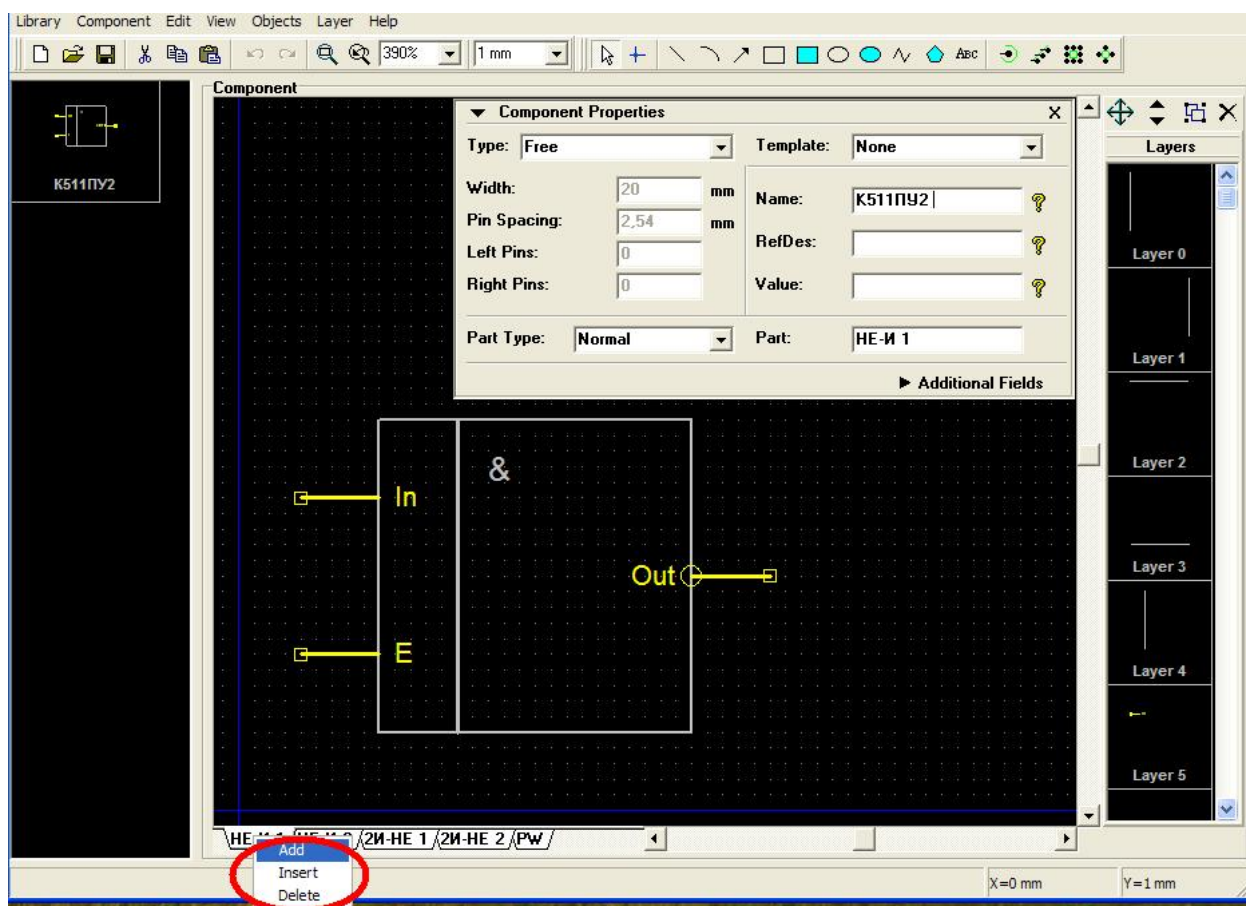 Library Component Edit View Objects Layer Help
390% 1 mm ABC
Component
Component Properties X
Type: Free Template: None
Width: 20 mm Name: К511ПУ2
Pin Spacing: 2,54 mm
Left Pins: 0 RefDes:
Right Pins: 0 Value:
Part Type: Normal Part: НЕ-И 1
Additional Fields
К511ПУ2
&
In
Out
E
Layers
Layer 0
Layer 1
Layer 2
Layer 3
Layer 4
Layer 5
2И-НЕ 1 2И-НЕ 2 PW
Add
Insert
Delete
X=0 mm Y=1 mm